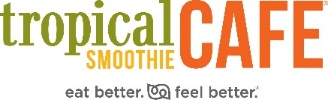 tropical SMOOTHIE CAFE®
eat better. feel better.®